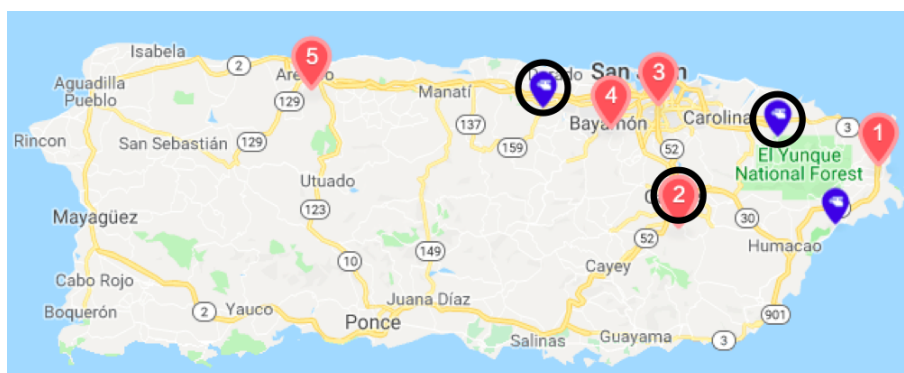 Isabela
2
5
Aguadilla
Pueblo
129
Manatí
San
3
4
Bayamón
Carolina
3
1
137
Rincon
San Sebastián
129
159
52
El Yunque
National Forest
Utuado
123
2
Mayagüez
30
52
Humacao
149
10
Cayey
Cabo Rojo
Boquerón
2
Yauco
Juana Díaz
Ponce
901
Salinas
Guayama
3